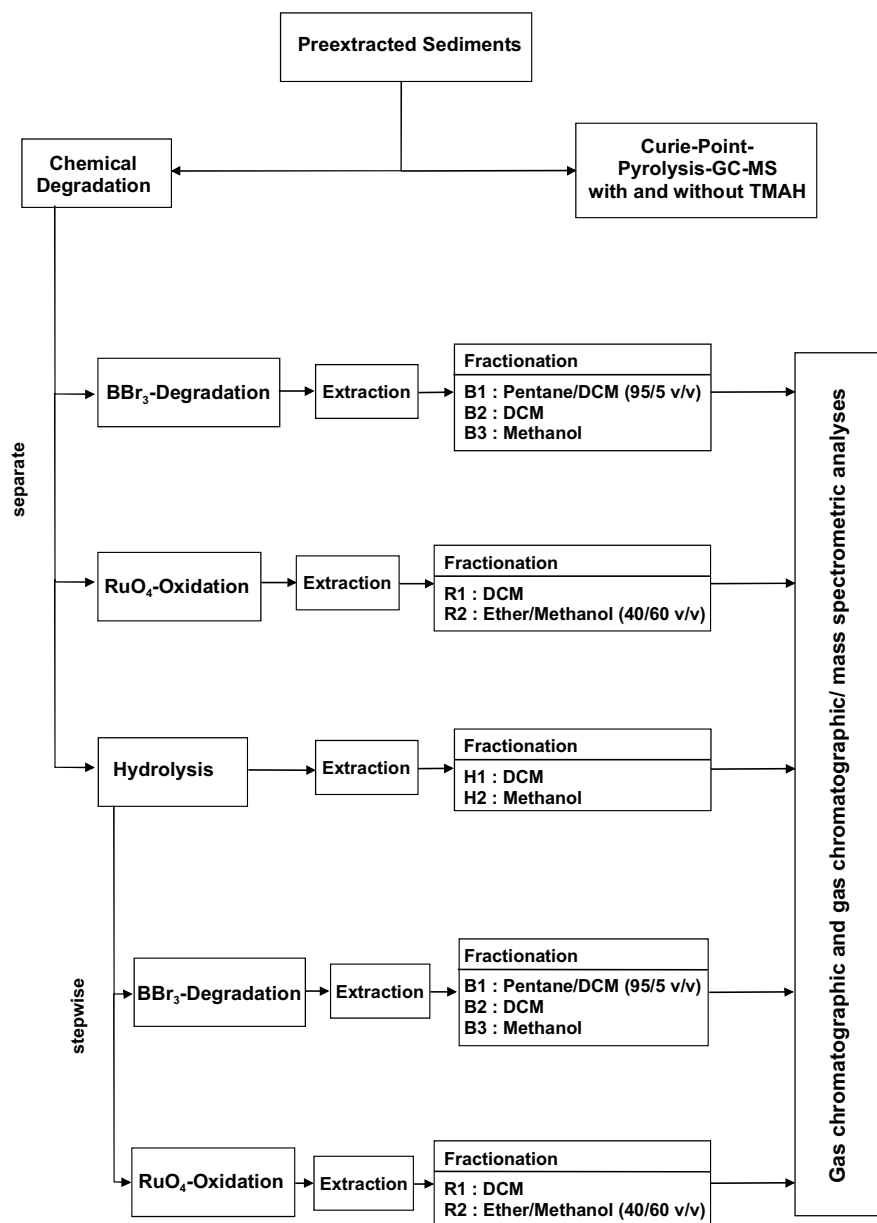 Preextracted Sediments
Chemical
Degradation
Curie-Point-
Pyrolysis-GC-MS
with and without TMAH
separate
BBr₃-Degradation
Extraction
Fractionation
B1 : Pentane/DCM (95/5 v/v)
B2 : DCM
B3 : Methanol
RuO₄-Oxidation
Extraction
Fractionation
R1 : DCM
R2 : Ether/Methanol (40/60 v/v)
Hydrolysis
Extraction
Fractionation
H1 : DCM
H2 : Methanol
stepwise
BBr₃-Degradation
Extraction
Fractionation
B1 : Pentane/DCM (95/5 v/v)
B2 : DCM
B3 : Methanol
RuO₄-Oxidation
Extraction
Fractionation
R1 : DCM
R2 : Ether/Methanol (40/60 v/v)
Gas chromatographic and gas chromatographic/ mass spectrometric analyses